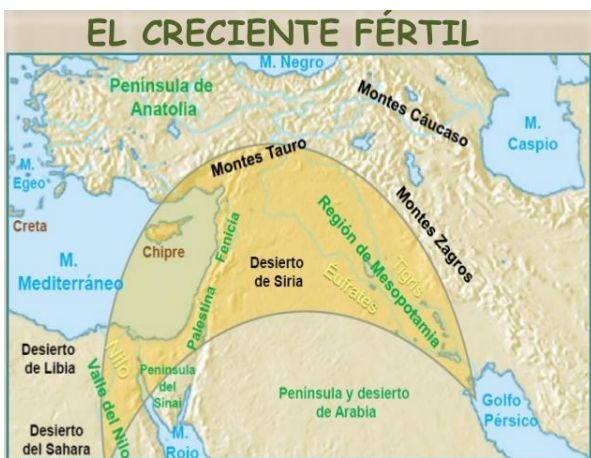 EL CRECIENTE FÉRTIL
M. Negro
Península de
Anatolia
Montes Cáucaso
M.
Caspio
Montes Tauro
M.
Egeo
Creta
Chipre
Fenicia
Montes Zagros
Región de Mesopotamia
Tigris
Éufrates
M.
Mediterráneo
Desierto
de Siria
Palestina
Desierto
de Libia
Nilo
Valle del Nilo
Península
del
Sinai
Península y desierto
de Arabia
Golfo
Pérsico
Desierto
del Sahara
M.
Rojo